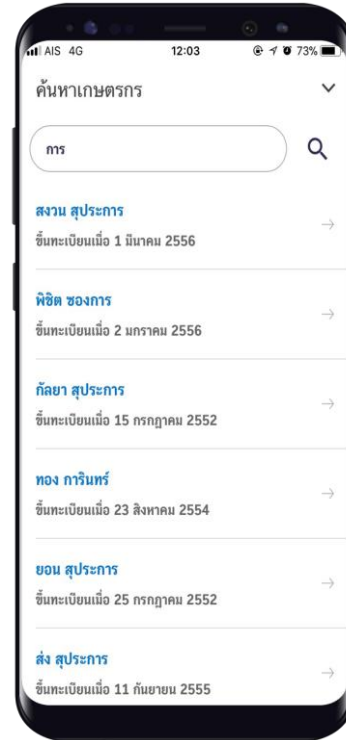 AIS 4G 12:03 73%
ค้นหาเกษตรกร
การ
สงวน สุประการ
ขึ้นทะเบียนเมื่อ 1 มีนาคม 2556
พิชิต ซองการ
ขึ้นทะเบียนเมื่อ 2 มกราคม 2556
กัลยา สุประการ
ขึ้นทะเบียนเมื่อ 15 กรกฎาคม 2552
ทอง การินทร์
ขึ้นทะเบียนเมื่อ 23 สิงหาคม 2554
ยอน สุประการ
ขึ้นทะเบียนเมื่อ 25 กรกฎาคม 2552
ส่ง สุประการ
ขึ้นทะเบียนเมื่อ 11 กันยายน 2555